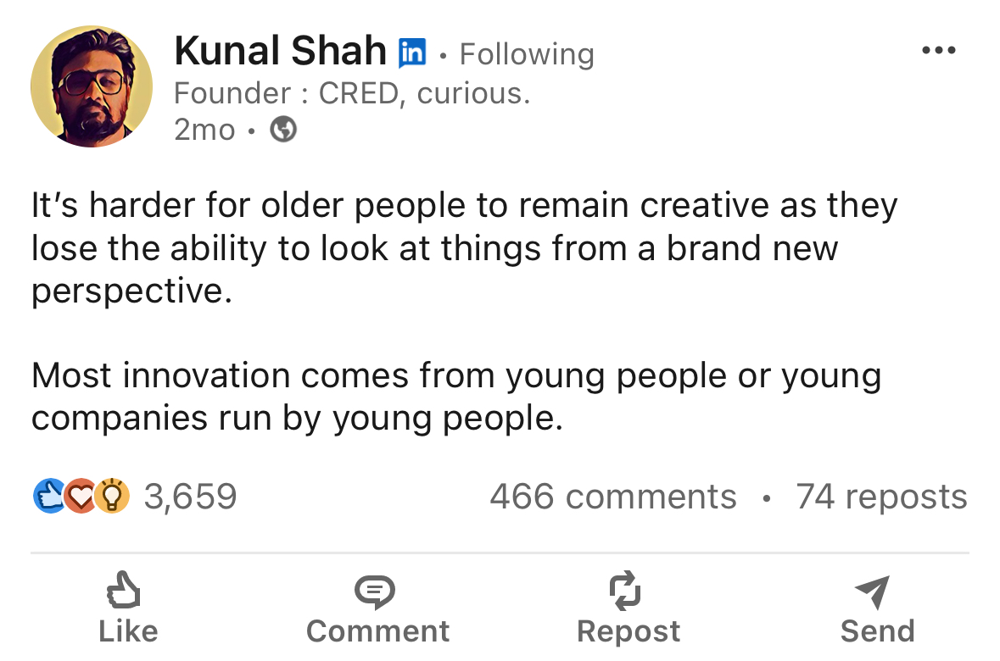 Kunal Shah in • Following
Founder : CRED, curious.
2mo •
It’s harder for older people to remain creative as they
lose the ability to look at things from a brand new
perspective.
Most innovation comes from young people or young
companies run by young people.
3,659 466 comments • 74 reposts
Like Comment Repost Send